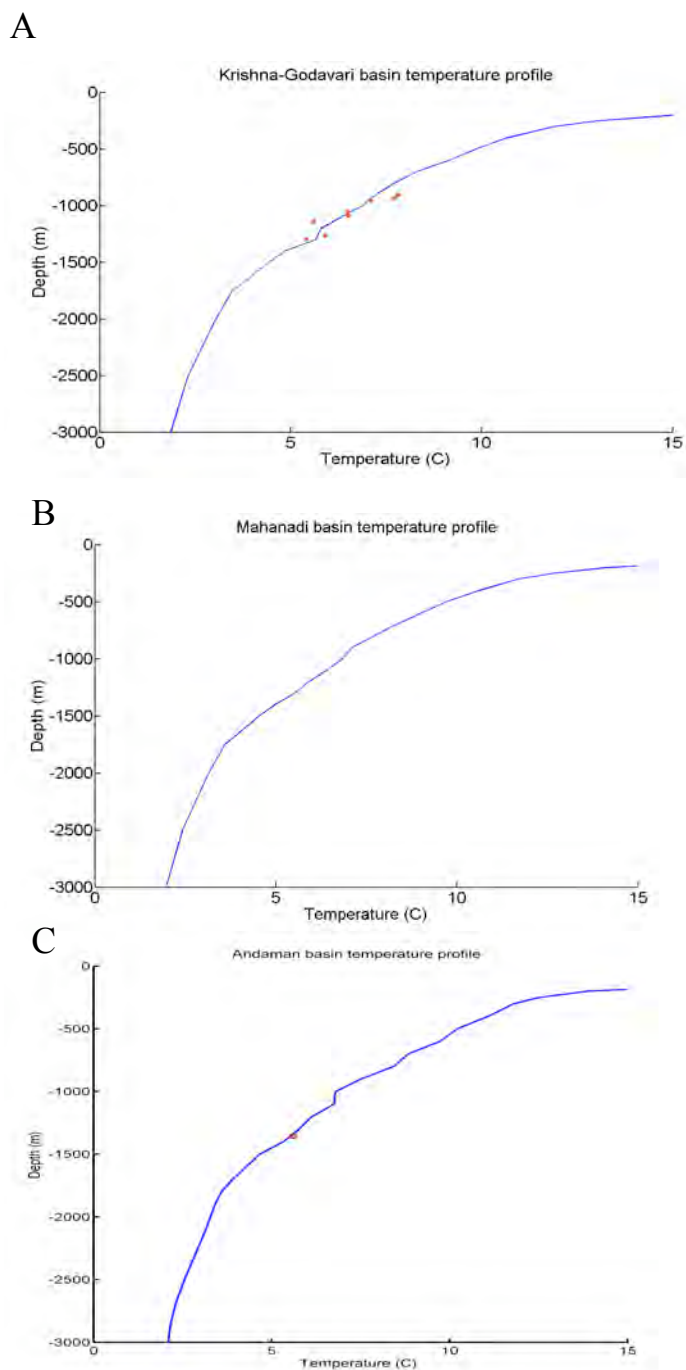 A
Krishna-Godavari basin temperature profile
0
-500
-1000
-1500
-2000
-2500
-3000
Depth (m)
0 5 10 15
Temperature (C)
B
Mahanadi basin temperature profile
0
-500
-1000
-1500
-2000
-2500
-3000
Depth (m)
0 5 10 15
Temperature (C)
C
Andaman basin temperature profile
0
-500
-1000
-1500
-2000
-2500
-3000
Depth (m)
0 5 10 15
Temperature (C)